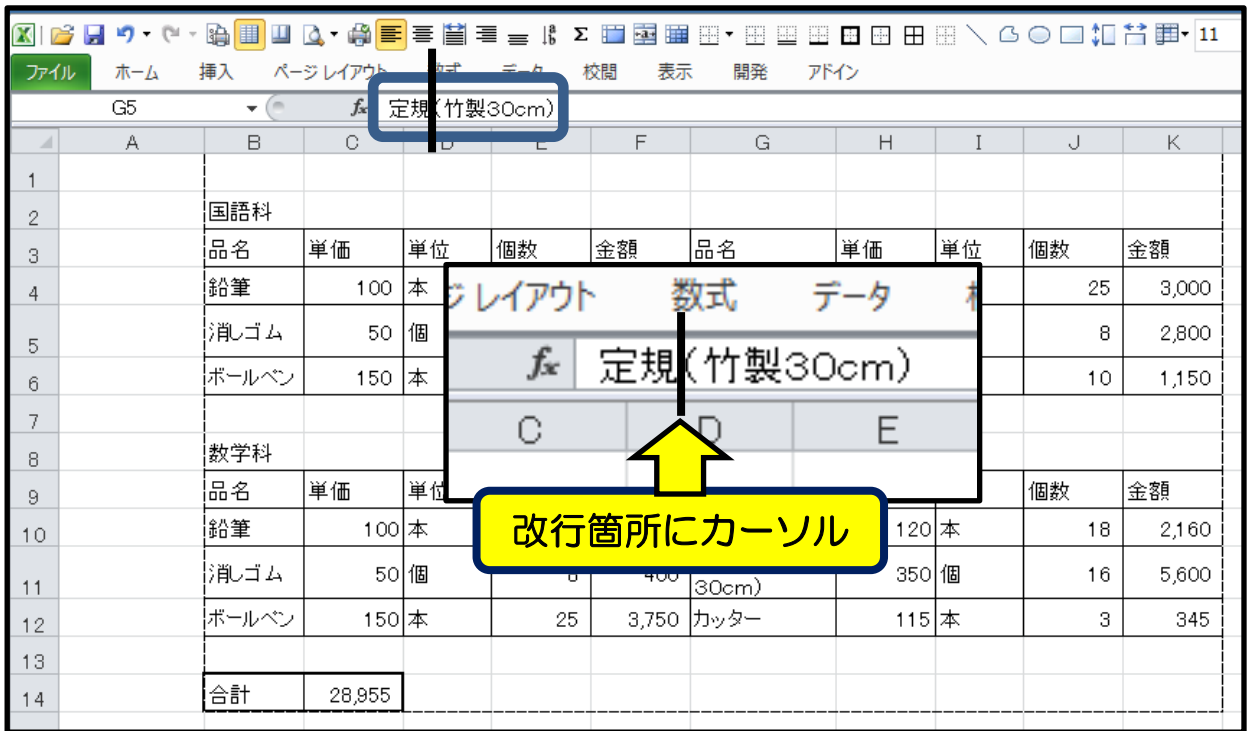 11
ファイル ホーム 挿入 ページレイアウト 数式 データ 校閲 表示 開発 アドイン
G5 fx 定規(竹製30cm)
A B C D E F G H I J K
1
2 国語科
3 品名 単価 単位 個数 金額 品名 単価 単位 個数 金額
4 鉛筆 100 本 25 3,000
5 消しゴム 50 個 8 2,800
6 ボールペン 150 本 10 1,150
ジレイアウト 数式 データ
fx 定規(竹製30cm)
C D E
7
8 数学科
9 品名 単価 単位 個数 金額
改行箇所にカーソル
10 鉛筆 100 本 120 本 18 2,160
11 消しゴム 50 個 8 400 30cm) 350 個 16 5,600
12 ボールペン 150 本 25 3,750 カッター 115 本 3 345
13
14 合計 28,955